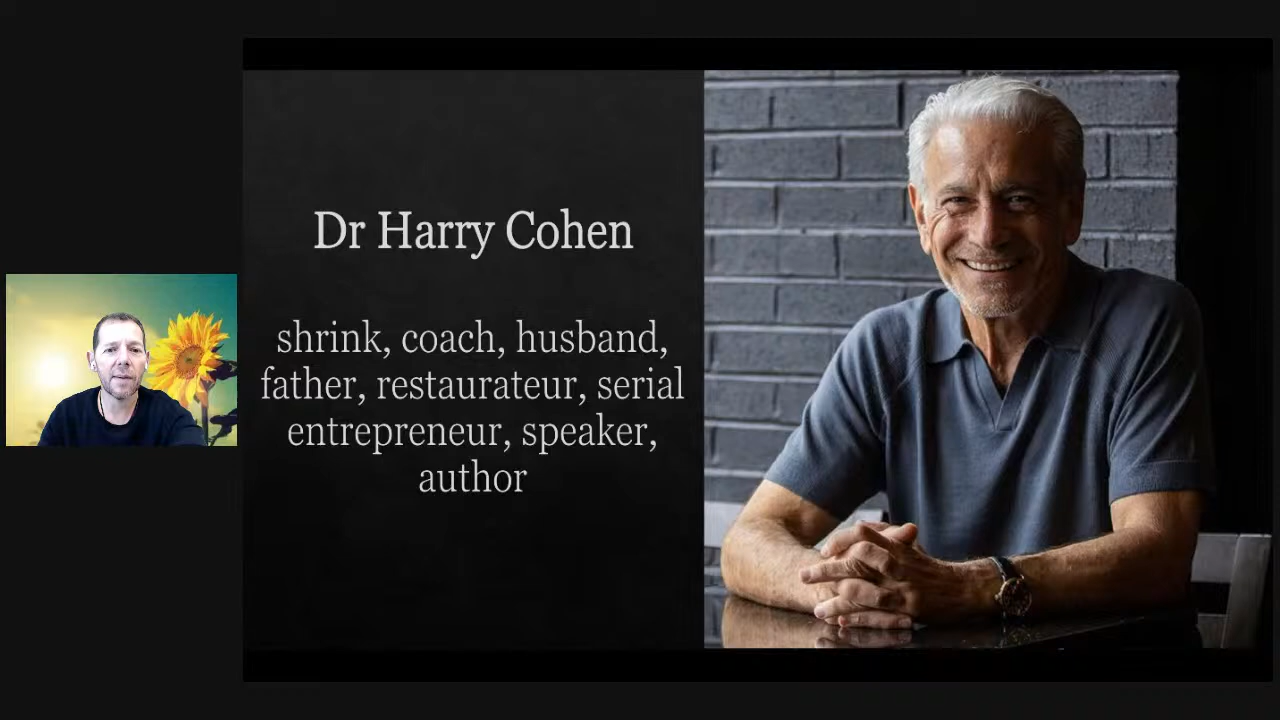 Dr Harry Cohen
shrink, coach, husband,
father, restaurateur, serial
entrepreneur, speaker,
author